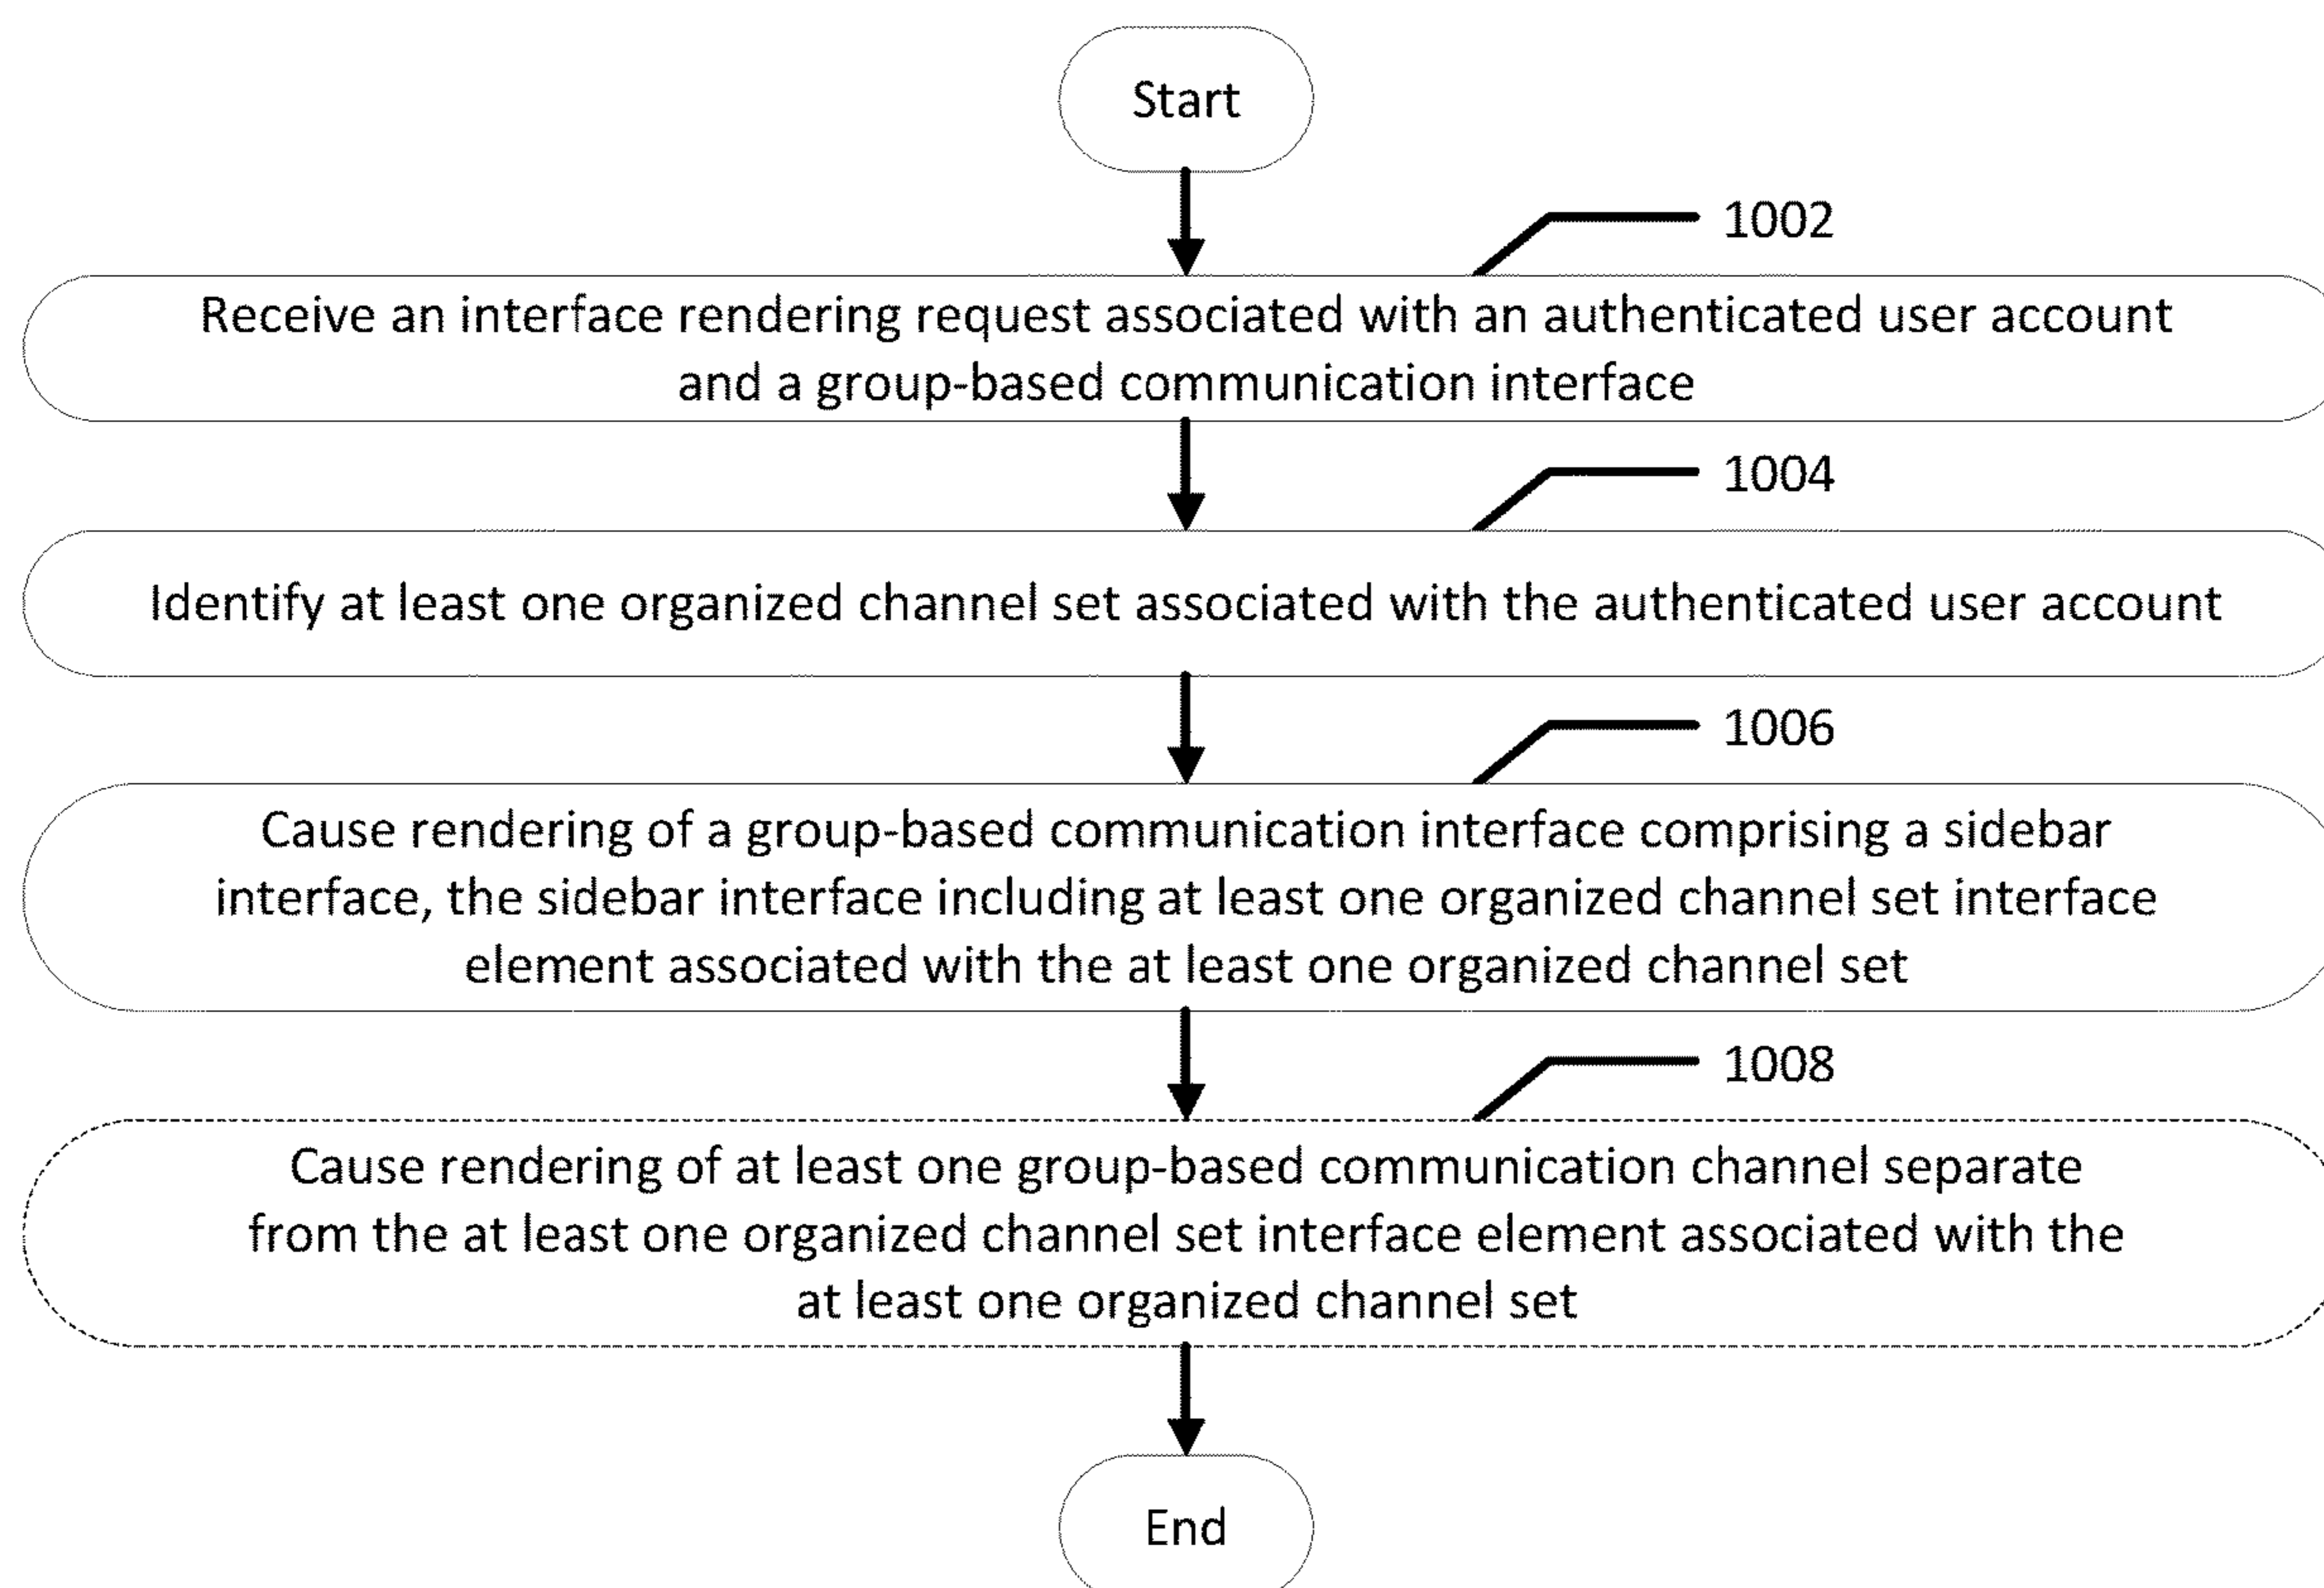 Start
1002
Receive an interface rendering request associated with an authenticated user account
and a group-based communication interface
1004
Identify at least one organized channel set associated with the authenticated user account
1006
Cause rendering of a group-based communication interface comprising a sidebar
interface, the sidebar interface including at least one organized channel set interface
element associated with the at least one organized channel set
1008
Cause rendering of at least one group-based communication channel separate
from the at least one organized channel set interface element associated with the
at least one organized channel set
End